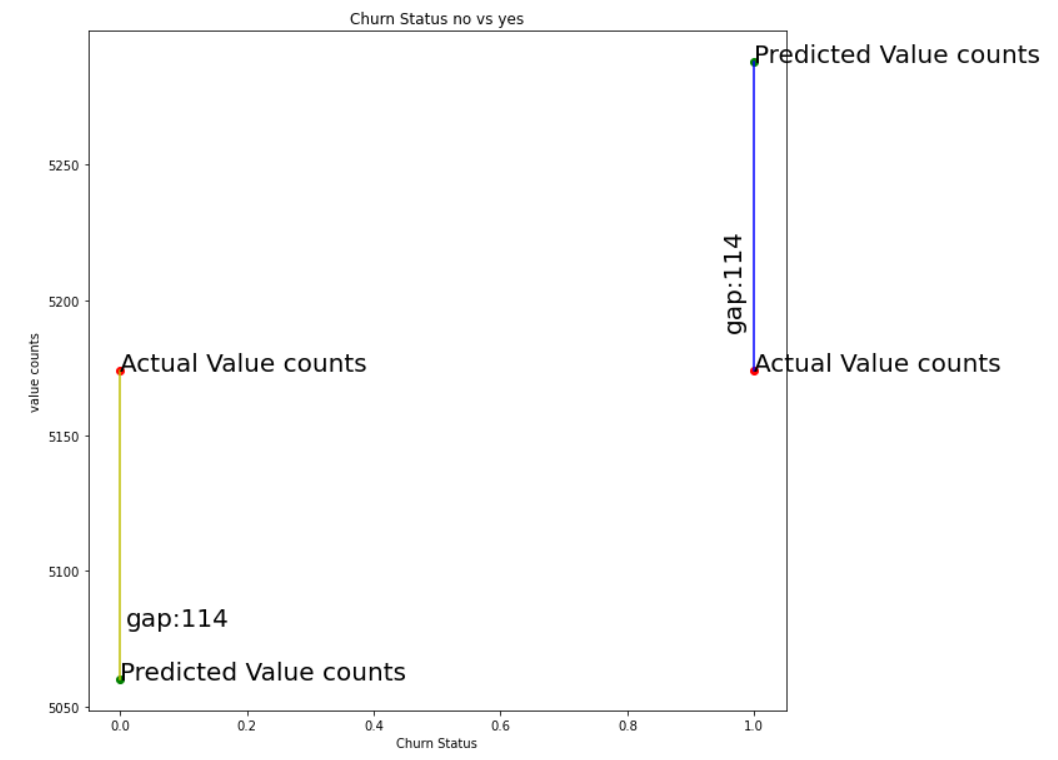 Churn Status no vs yes
Predicted Value counts
5250
gap:114
5200
Actual Value counts
Actual Value counts
value counts
5150
5100
gap:114
Predicted Value counts
5050
0.0 0.2 0.4 0.6 0.8 1.0
Churn Status